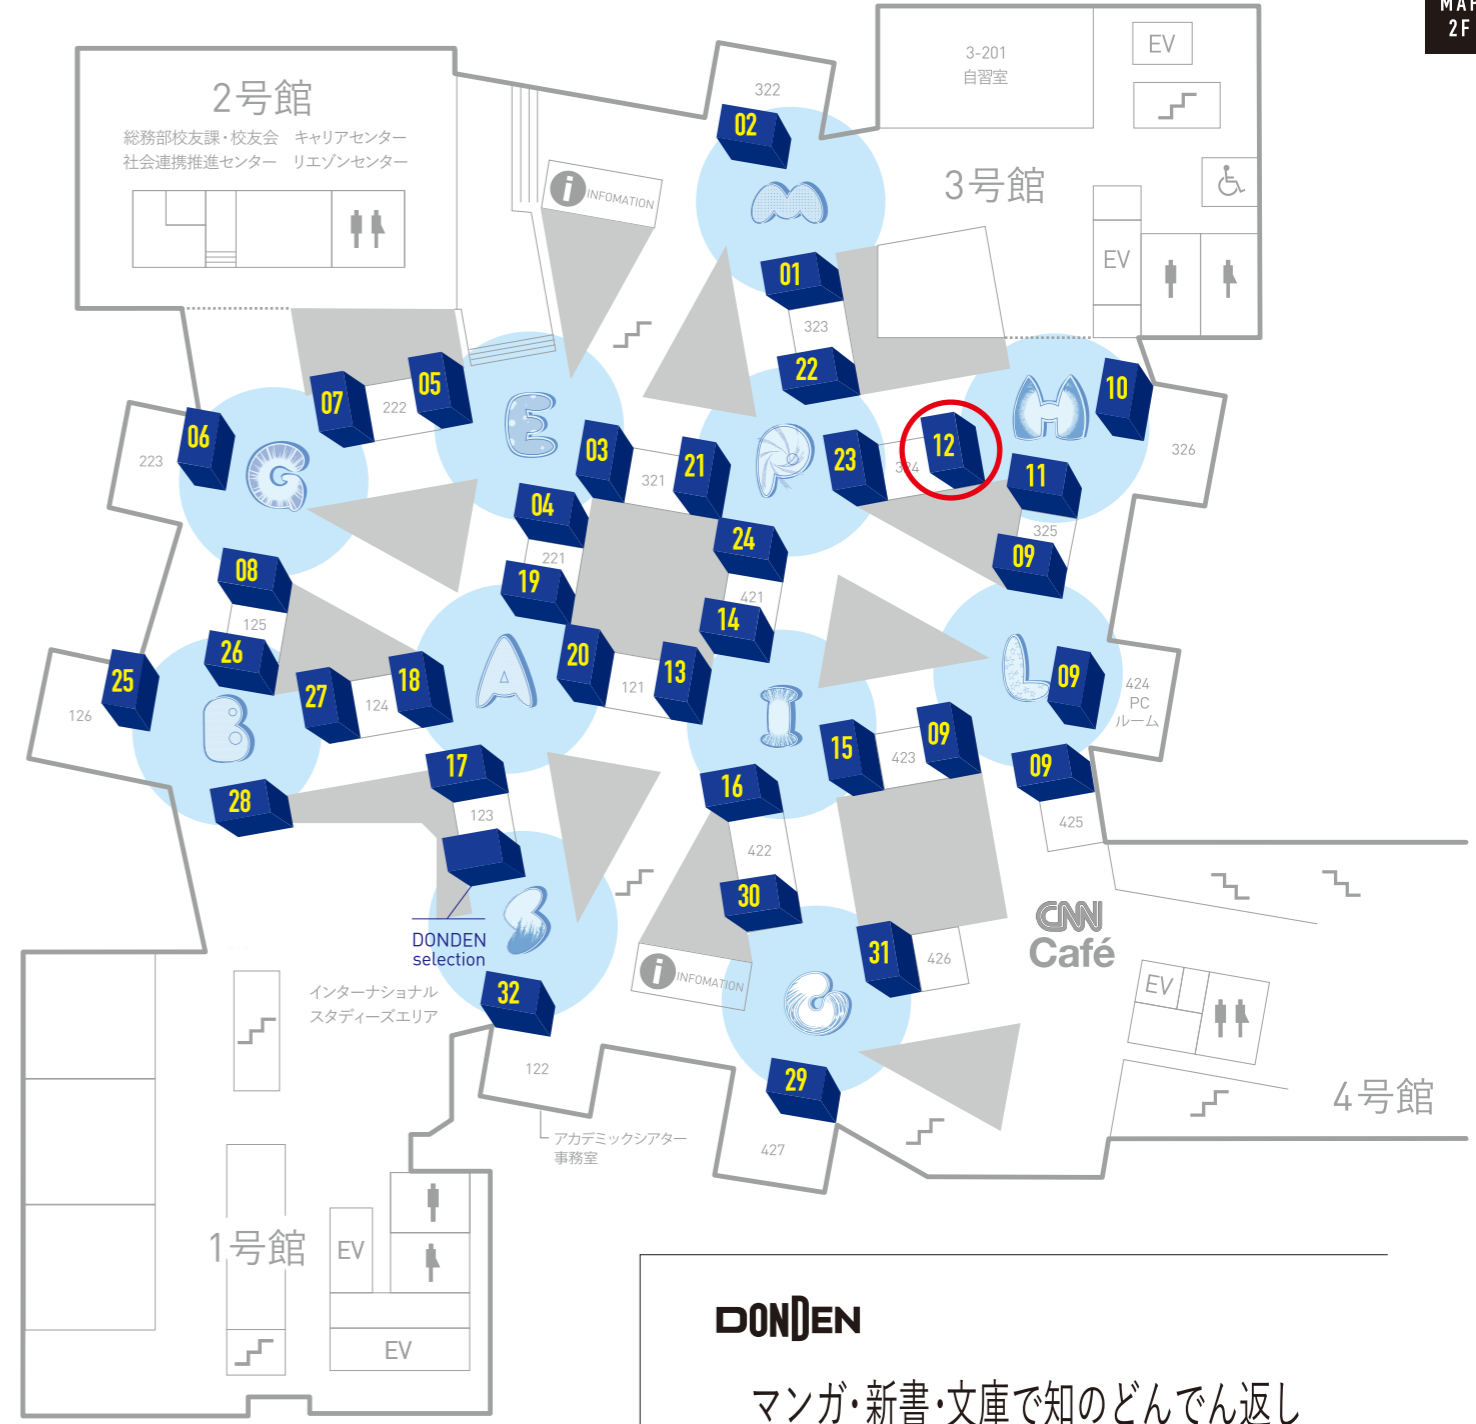 MAP
2F
2号館
総務部校友課・校友会　キャリアセンター
社会連携推進センター　リエゾンセンター
INFOMATION
322
02
M
01
323
22
3-201
自習室
EV
3号館
EV
07
222
05
E
06
223
G
03
321
21
P
23
324
12
H
10
326
11
325
09
04
221
19
24
421
14
08
125
26
25
126
B
27
124
18
A
20
121
13
I
15
423
09
L
09
424
PC
ルーム
09
425
28
17
123
16
422
30
S
DONDEN
selection
32
122
アカデミックシアター
事務室
INFOMATION
G
31
426
29
427
CNN
Café
EV
4号館
インターナショナル
スタディーズエリア
1号館
EV
EV
DONDEN
マンガ・新書・文庫で知のどんでん返し